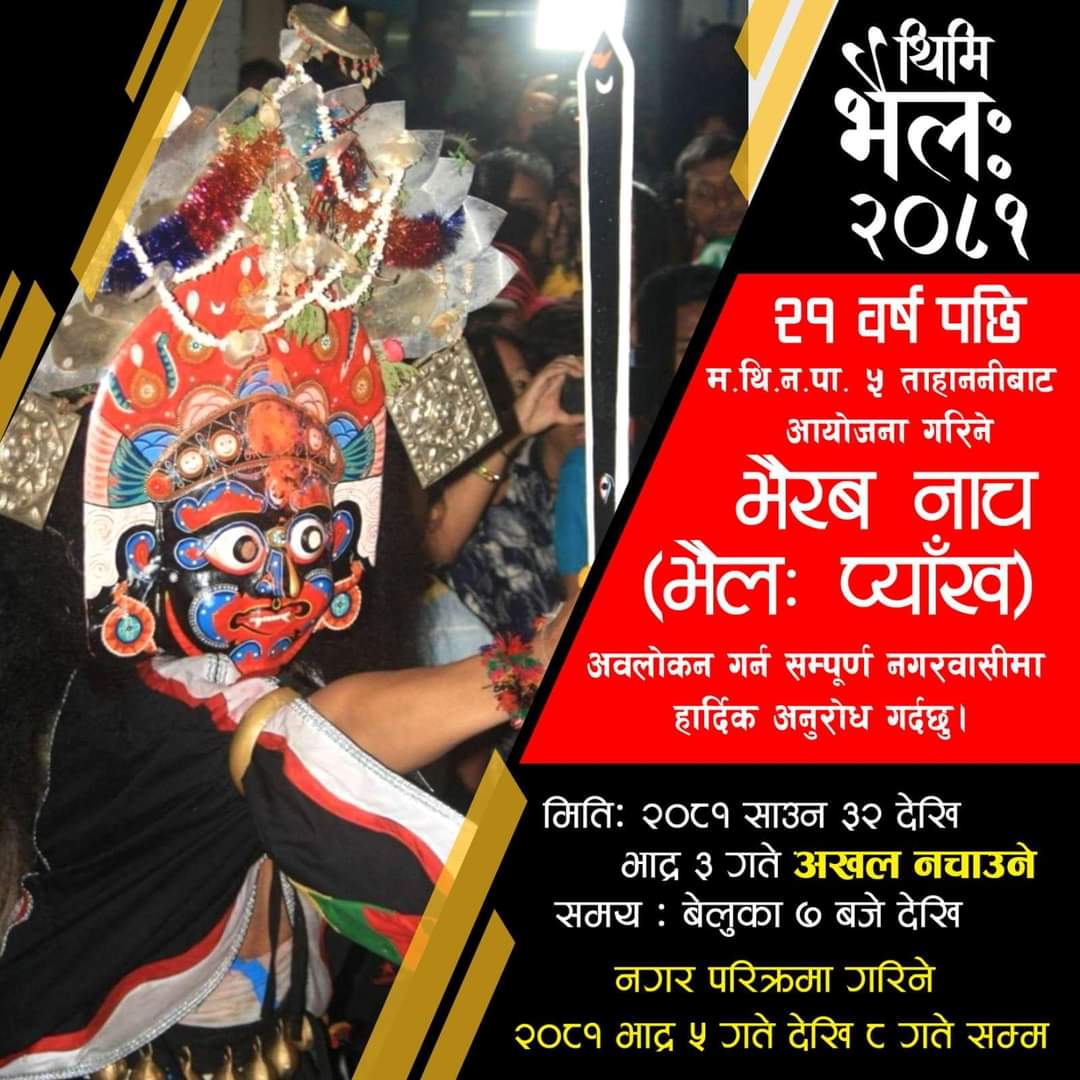 थिमि
भैलः
२०८१
२१ वर्ष पछि
म.थि.न.पा. ५ ताहाननीबाट
आयोजना गरिने
भैरब नाच
(भैलः प्याँख)
अवलोकन गर्न सम्पूर्ण नगरवासीमा
हार्दिक अनुरोध गर्दछु।
मितिः २०८१ साउन ३२ देखि
भाद्र ३ गते अखल नचाउने
समय : बेलुका ७ बजे देखि
नगर परिक्रमा गरिने
२०८१ भाद्र ५ गते देखि ८ गते सम्म